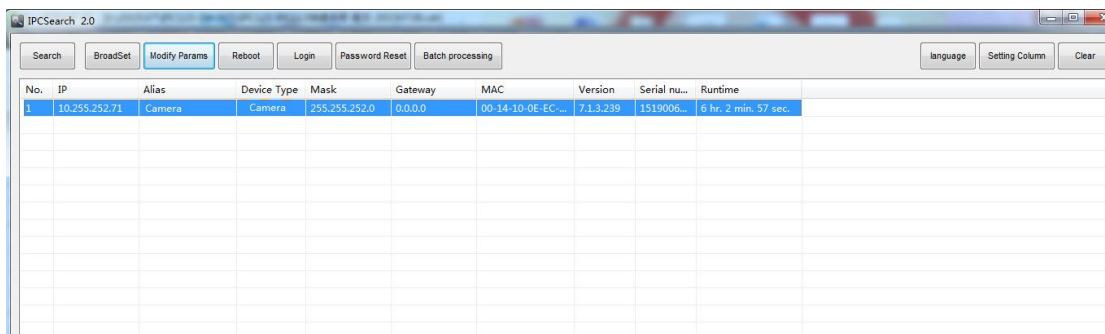 IPCSearch 2.0
Search BroadSet Modify Params Reboot Login Password Reset Batch processing language Setting Column Clear
No. IP Alias Device Type Mask Gateway MAC Version Serial nu... Runtime
1 10.255.252.71 Camera Camera 255.255.252.0 0.0.0.0 00-14-10-0E-EC-... 7.1.3.239 1519006... 6 hr. 2 min. 57 sec.